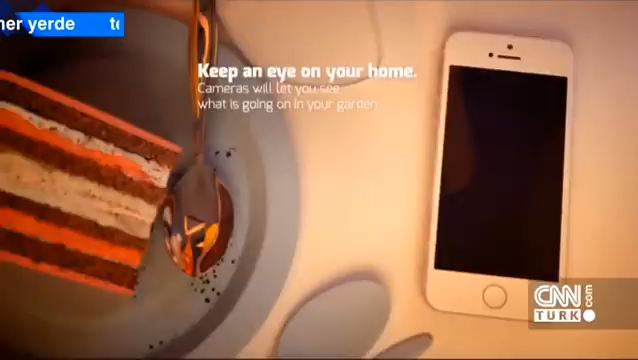 her yerde
Keep an eye on your home.
Cameras will let you see
what is going on in your garden
CNN
TURK
.com